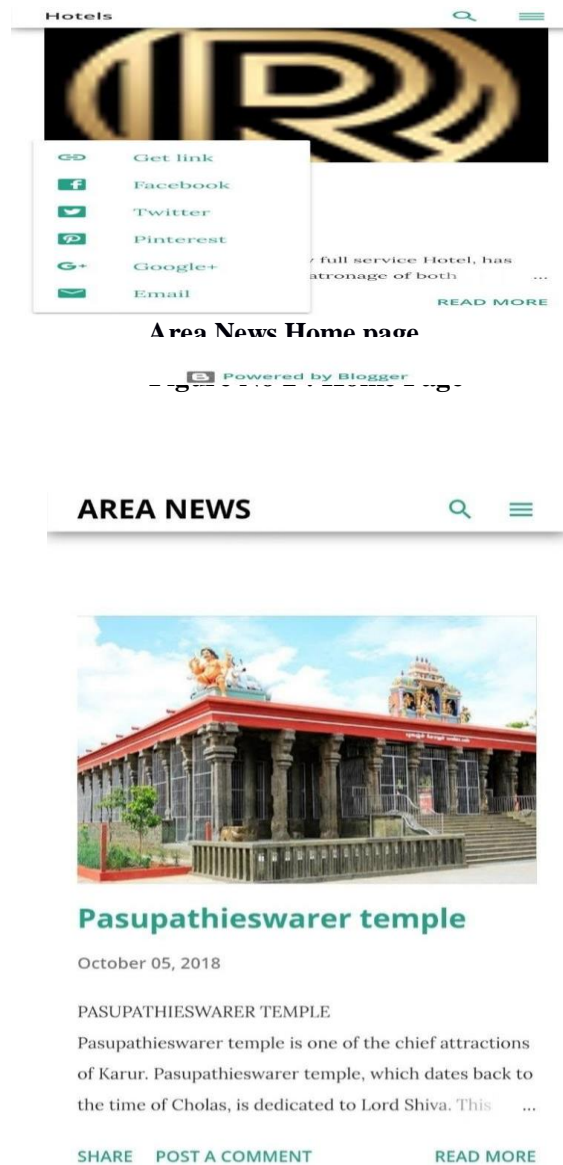 Hotels
R
Get link
Facebook
Twitter
Pinterest
Google+
Email
full service Hotel, has
atronage of both ...
READ MORE
Area News Home page
Powered by Blogger
Home Page
AREA NEWS
Pasupathieswarer temple
October 05, 2018
PASUPATHIESWARER TEMPLE
Pasupathieswarer temple is one of the chief attractions
of Karur. Pasupathieswarer temple, which dates back to
the time of Cholas, is dedicated to Lord Shiva. This ...
SHARE POST A COMMENT READ MORE